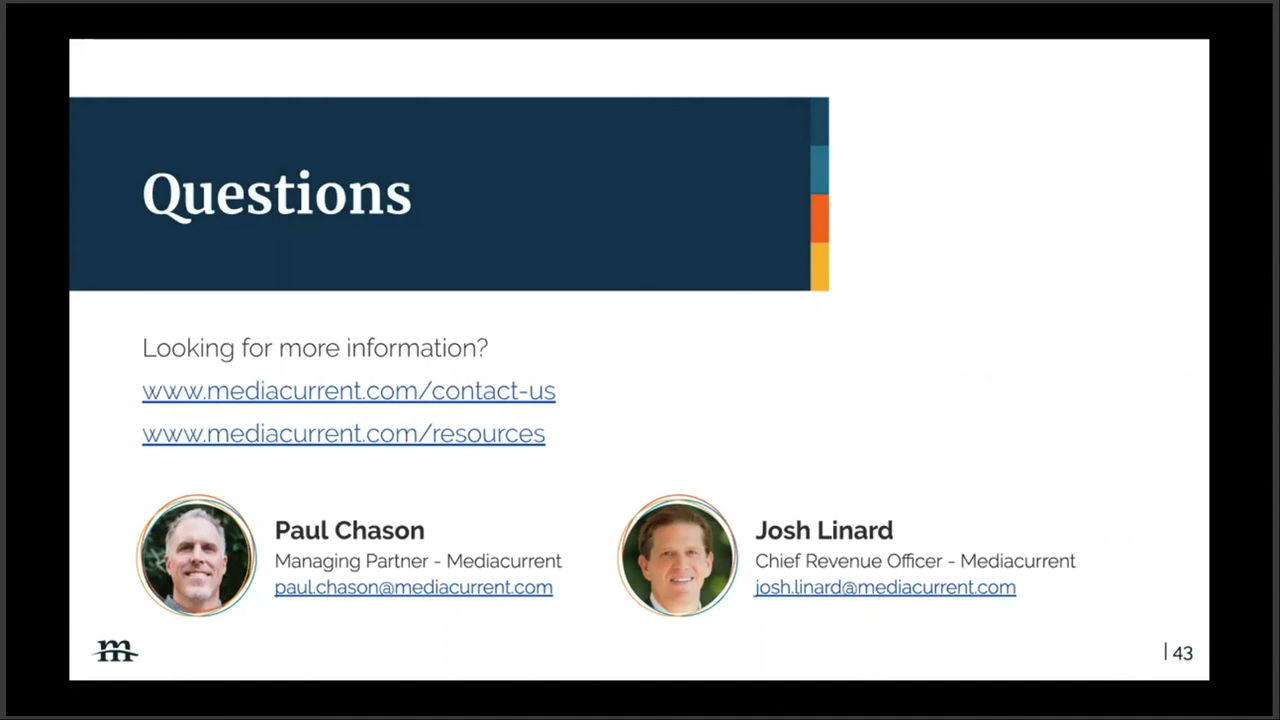 Questions
Looking for more information?
www.mediacurrent.com/contact-us
www.mediacurrent.com/resources
Paul Chason
Managing Partner - Mediacurrent
paul.chason@mediacurrent.com
Josh Linard
Chief Revenue Officer - Mediacurrent
josh.linard@mediacurrent.com
m
| 43